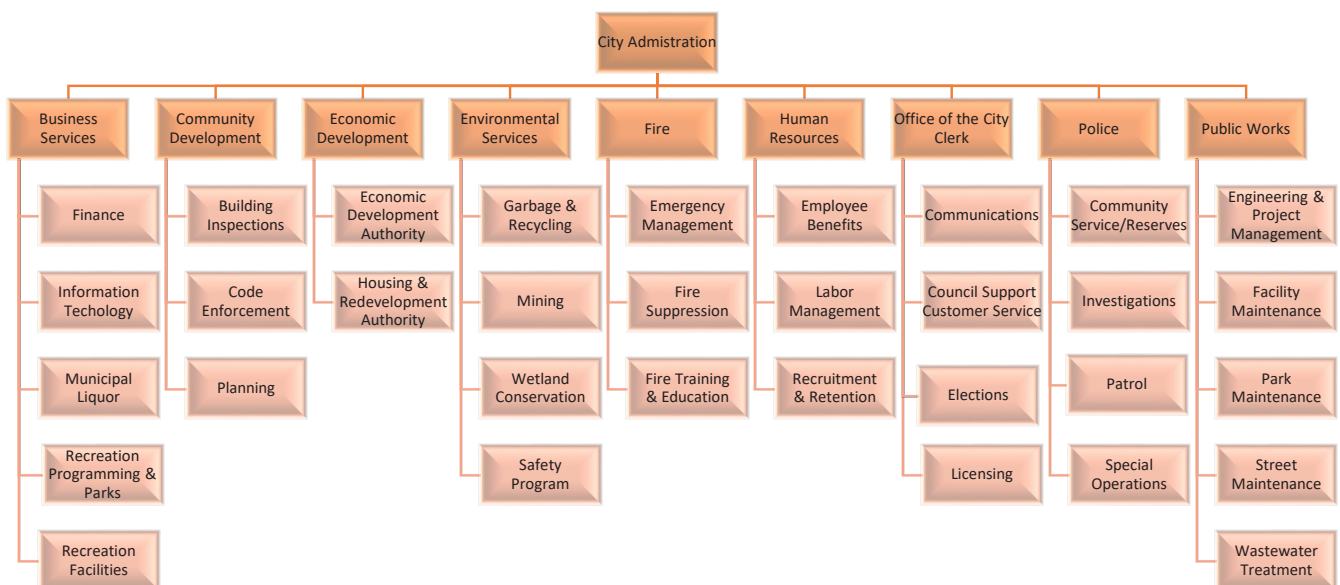 City Admistration
Business
Services
Community
Development
Economic
Development
Environmental
Services
Fire
Human
Resources
Office of the City
Clerk
Police
Public Works
Finance
Information
Techology
Municipal
Liquor
Recreation
Programming &
Parks
Recreation
Facilities
Building
Inspections
Code
Enforcement
Planning
Economic
Development
Authority
Housing &
Redevelopment
Authority
Garbage &
Recycling
Mining
Wetland
Conservation
Safety
Program
Emergency
Management
Fire
Suppression
Fire Training
& Education
Employee
Benefits
Labor
Management
Recruitment
& Retention
Communications
Council Support
Customer Service
Elections
Licensing
Community
Service/Reserves
Investigations
Patrol
Special
Operations
Engineering &
Project
Management
Facility
Maintenance
Park
Maintenance
Street
Maintenance
Wastewater
Treatment